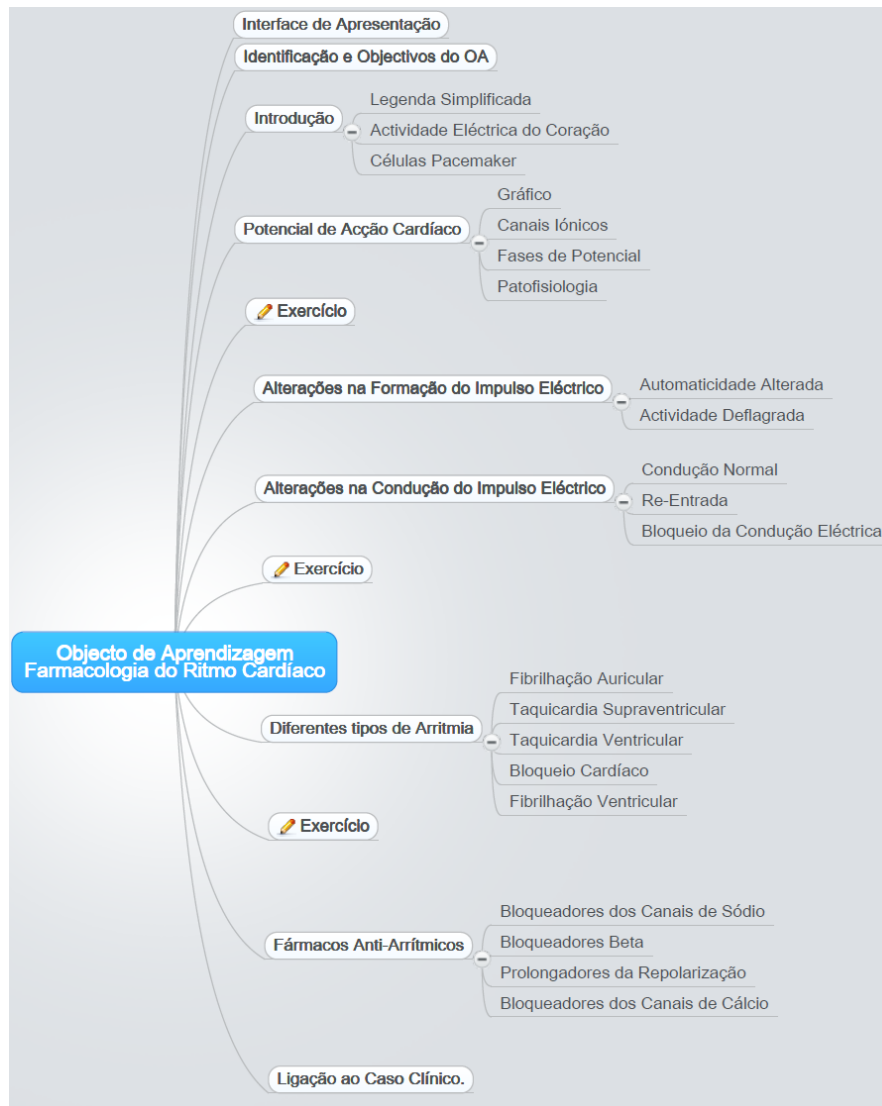 Interface de Apresentação
Identificação e Objectivos do OA
Introdução
Legenda Simplificada
Actividade Eléctrica do Coração
Células Pacemaker
Potencial de Acção Cardíaco
Gráfico
Canais Iónicos
Fases de Potencial
Patofisiologia
Exercício
Alterações na Formação do Impulso Eléctrico
Automaticidade Alterada
Actividade Deflagrada
Alterações na Condução do Impulso Eléctrico
Condução Normal
Re-Entrada
Bloqueio da Condução Eléctrica
Exercício
Objecto de Aprendizagem
Farmacologia do Ritmo Cardíaco
Diferentes tipos de Arritmia
Fibrilhação Auricular
Taquicardia Supraventricular
Taquicardia Ventricular
Bloqueio Cardíaco
Fibrilhação Ventricular
Exercício
Fármacos Anti-Arrítmicos
Bloqueadores dos Canais de Sódio
Bloqueadores Beta
Prolongadores da Repolarização
Bloqueadores dos Canais de Cálcio
Ligação ao Caso Clínico.